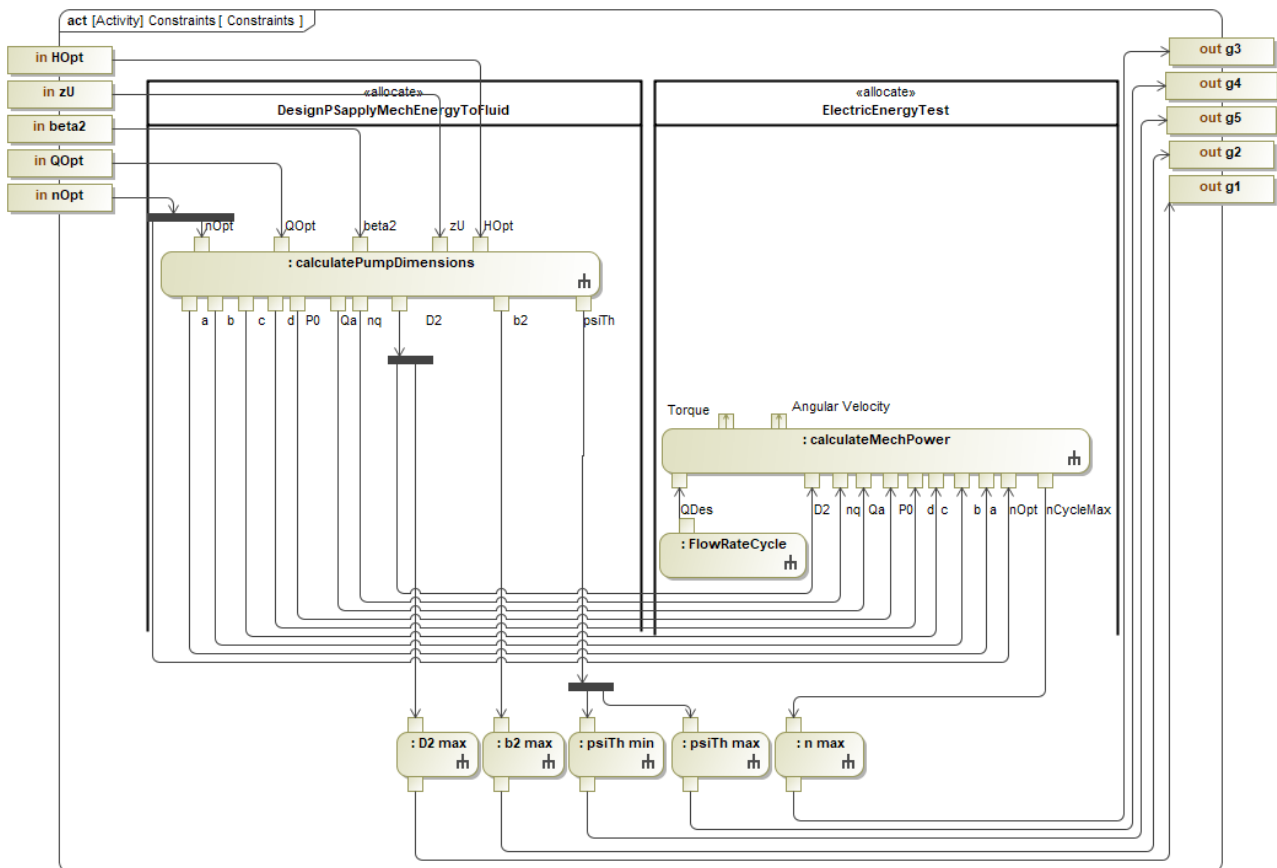 act [Activity] Constraints [ Constraints ]
in HOpt
in zU
in beta2
in QOpt
in nOpt
out g3
out g4
out g5
out g2
out g1
«allocate»
DesignPSapplyMechEnergyToFluid
«allocate»
ElectricEnergyTest
nOpt QOpt beta2 zU HOpt
: calculatePumpDimensions
a b c d P0 Qa nq D2 b2 psiTh
Torque Angular Velocity
: calculateMechPower
QDes D2 nq Qa P0 d c b a nOpt nCycleMax
: FlowRateCycle
: D2 max : b2 max : psiTh min : psiTh max : n max